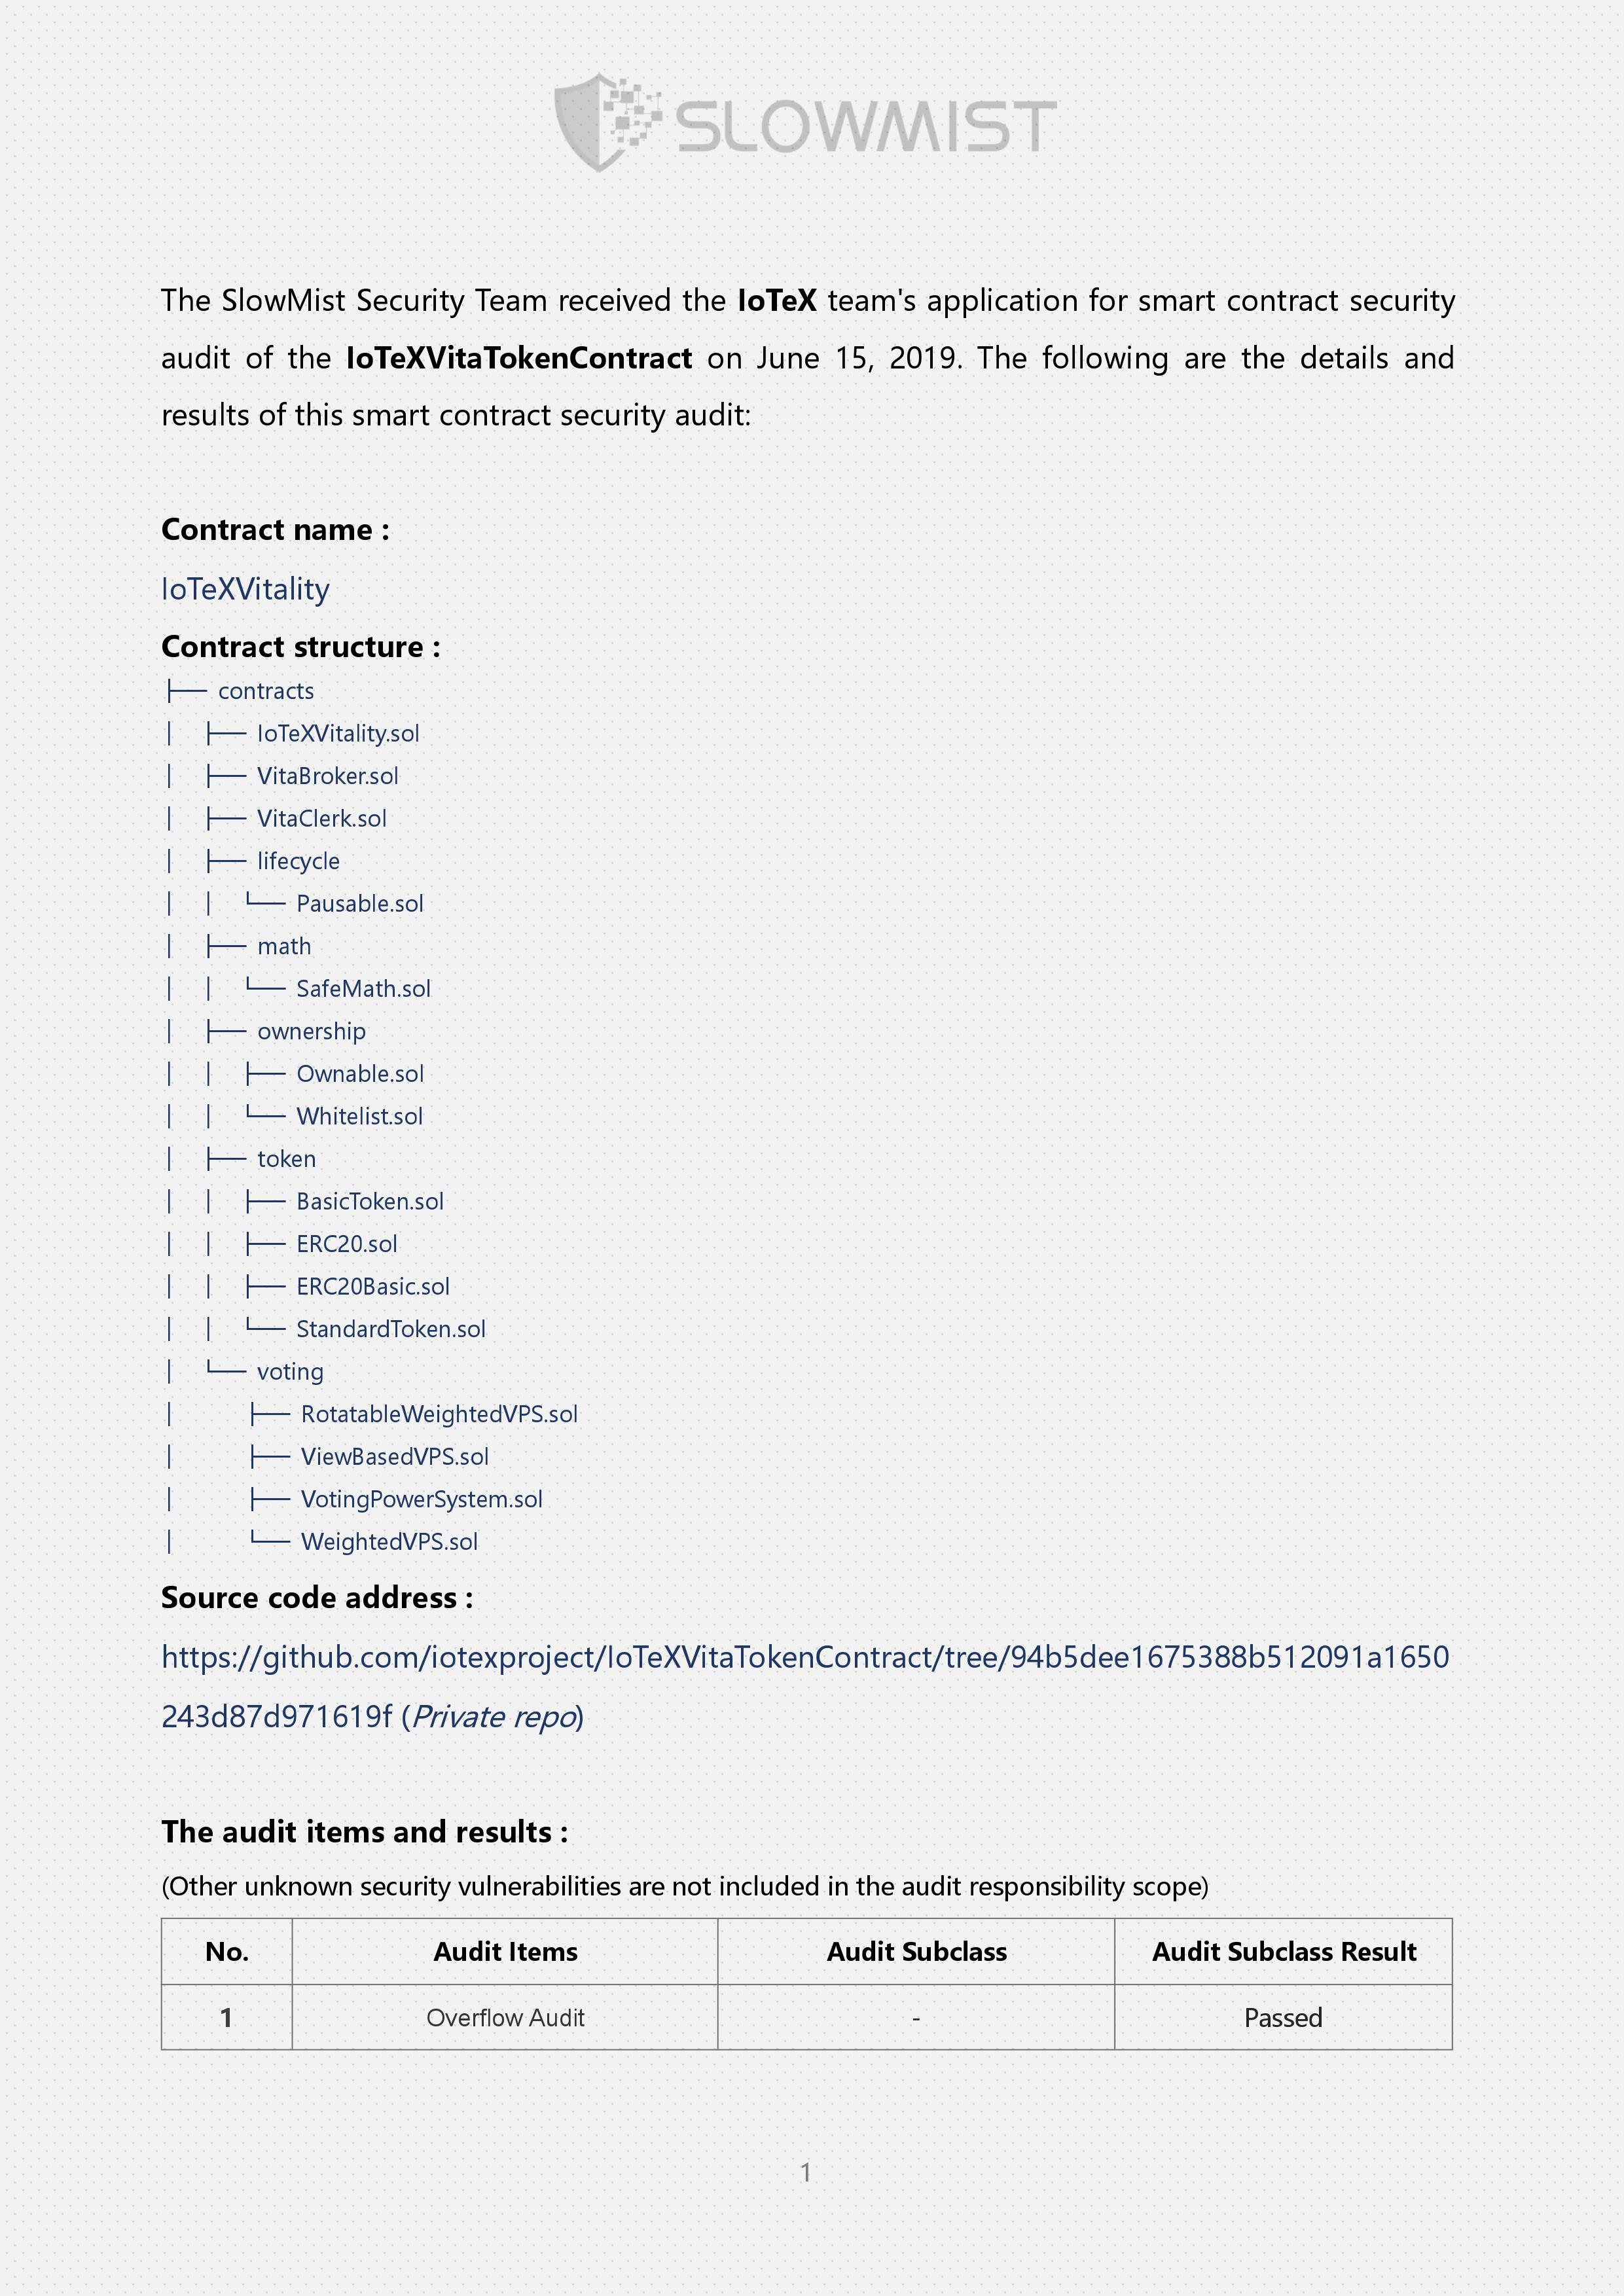 SLOWMIST
The SlowMist Security Team received the IoTeX team's application for smart contract security
audit of the IoTeXVitaTokenContract on June 15, 2019. The following are the details and
results of this smart contract security audit:
Contract name :
IoTeXVitality
Contract structure :
├── contracts
│   ├── IoTeXVitality.sol
│   ├── VitaBroker.sol
│   ├── VitaClerk.sol
│   ├── lifecycle
│   │   └── Pausable.sol
│   ├── math
│   │   └── SafeMath.sol
│   ├── ownership
│   │   ├── Ownable.sol
│   │   └── Whitelist.sol
│   ├── token
│   │   ├── BasicToken.sol
│   │   ├── ERC20.sol
│   │   ├── ERC20Basic.sol
│   │   └── StandardToken.sol
│   └── voting
│       ├── RotatableWeightedVPS.sol
│       ├── ViewBasedVPS.sol
│       ├── VotingPowerSystem.sol
│       └── WeightedVPS.sol
Source code address :
https://github.com/iotexproject/IoTeXVitaTokenContract/tree/94b5dee1675388b512091a1650
243d87d971619f (Private repo)
The audit items and results :
(Other unknown security vulnerabilities are not included in the audit responsibility scope)
No. Audit Items Audit Subclass Audit Subclass Result
1 Overflow Audit - Passed
1